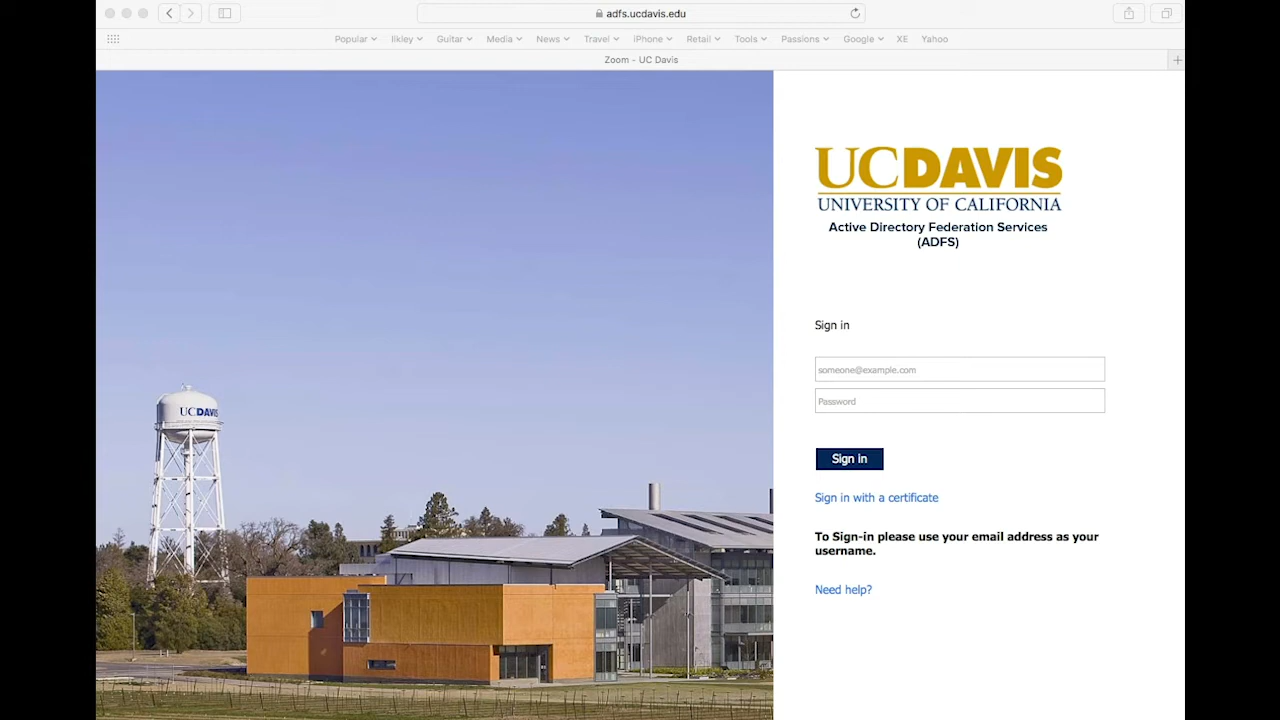 adfs.ucdavis.edu
Popular Ilkley Guitar Media News Travel iPhone Retail Tools Passions Google XE Yahoo
Zoom - UC Davis
UCDAVIS
UNIVERSITY OF CALIFORNIA
Active Directory Federation Services
(ADFS)
Sign in
someone@example.com
Password
Sign in
Sign in with a certificate
To Sign-in please use your email address as your
username.
Need help?
UCDAVIS